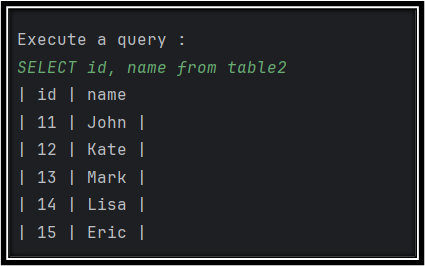 Execute a query :
SELECT id, name from table2
| id | name
| 11 | John |
| 12 | Kate |
| 13 | Mark |
| 14 | Lisa |
| 15 | Eric |